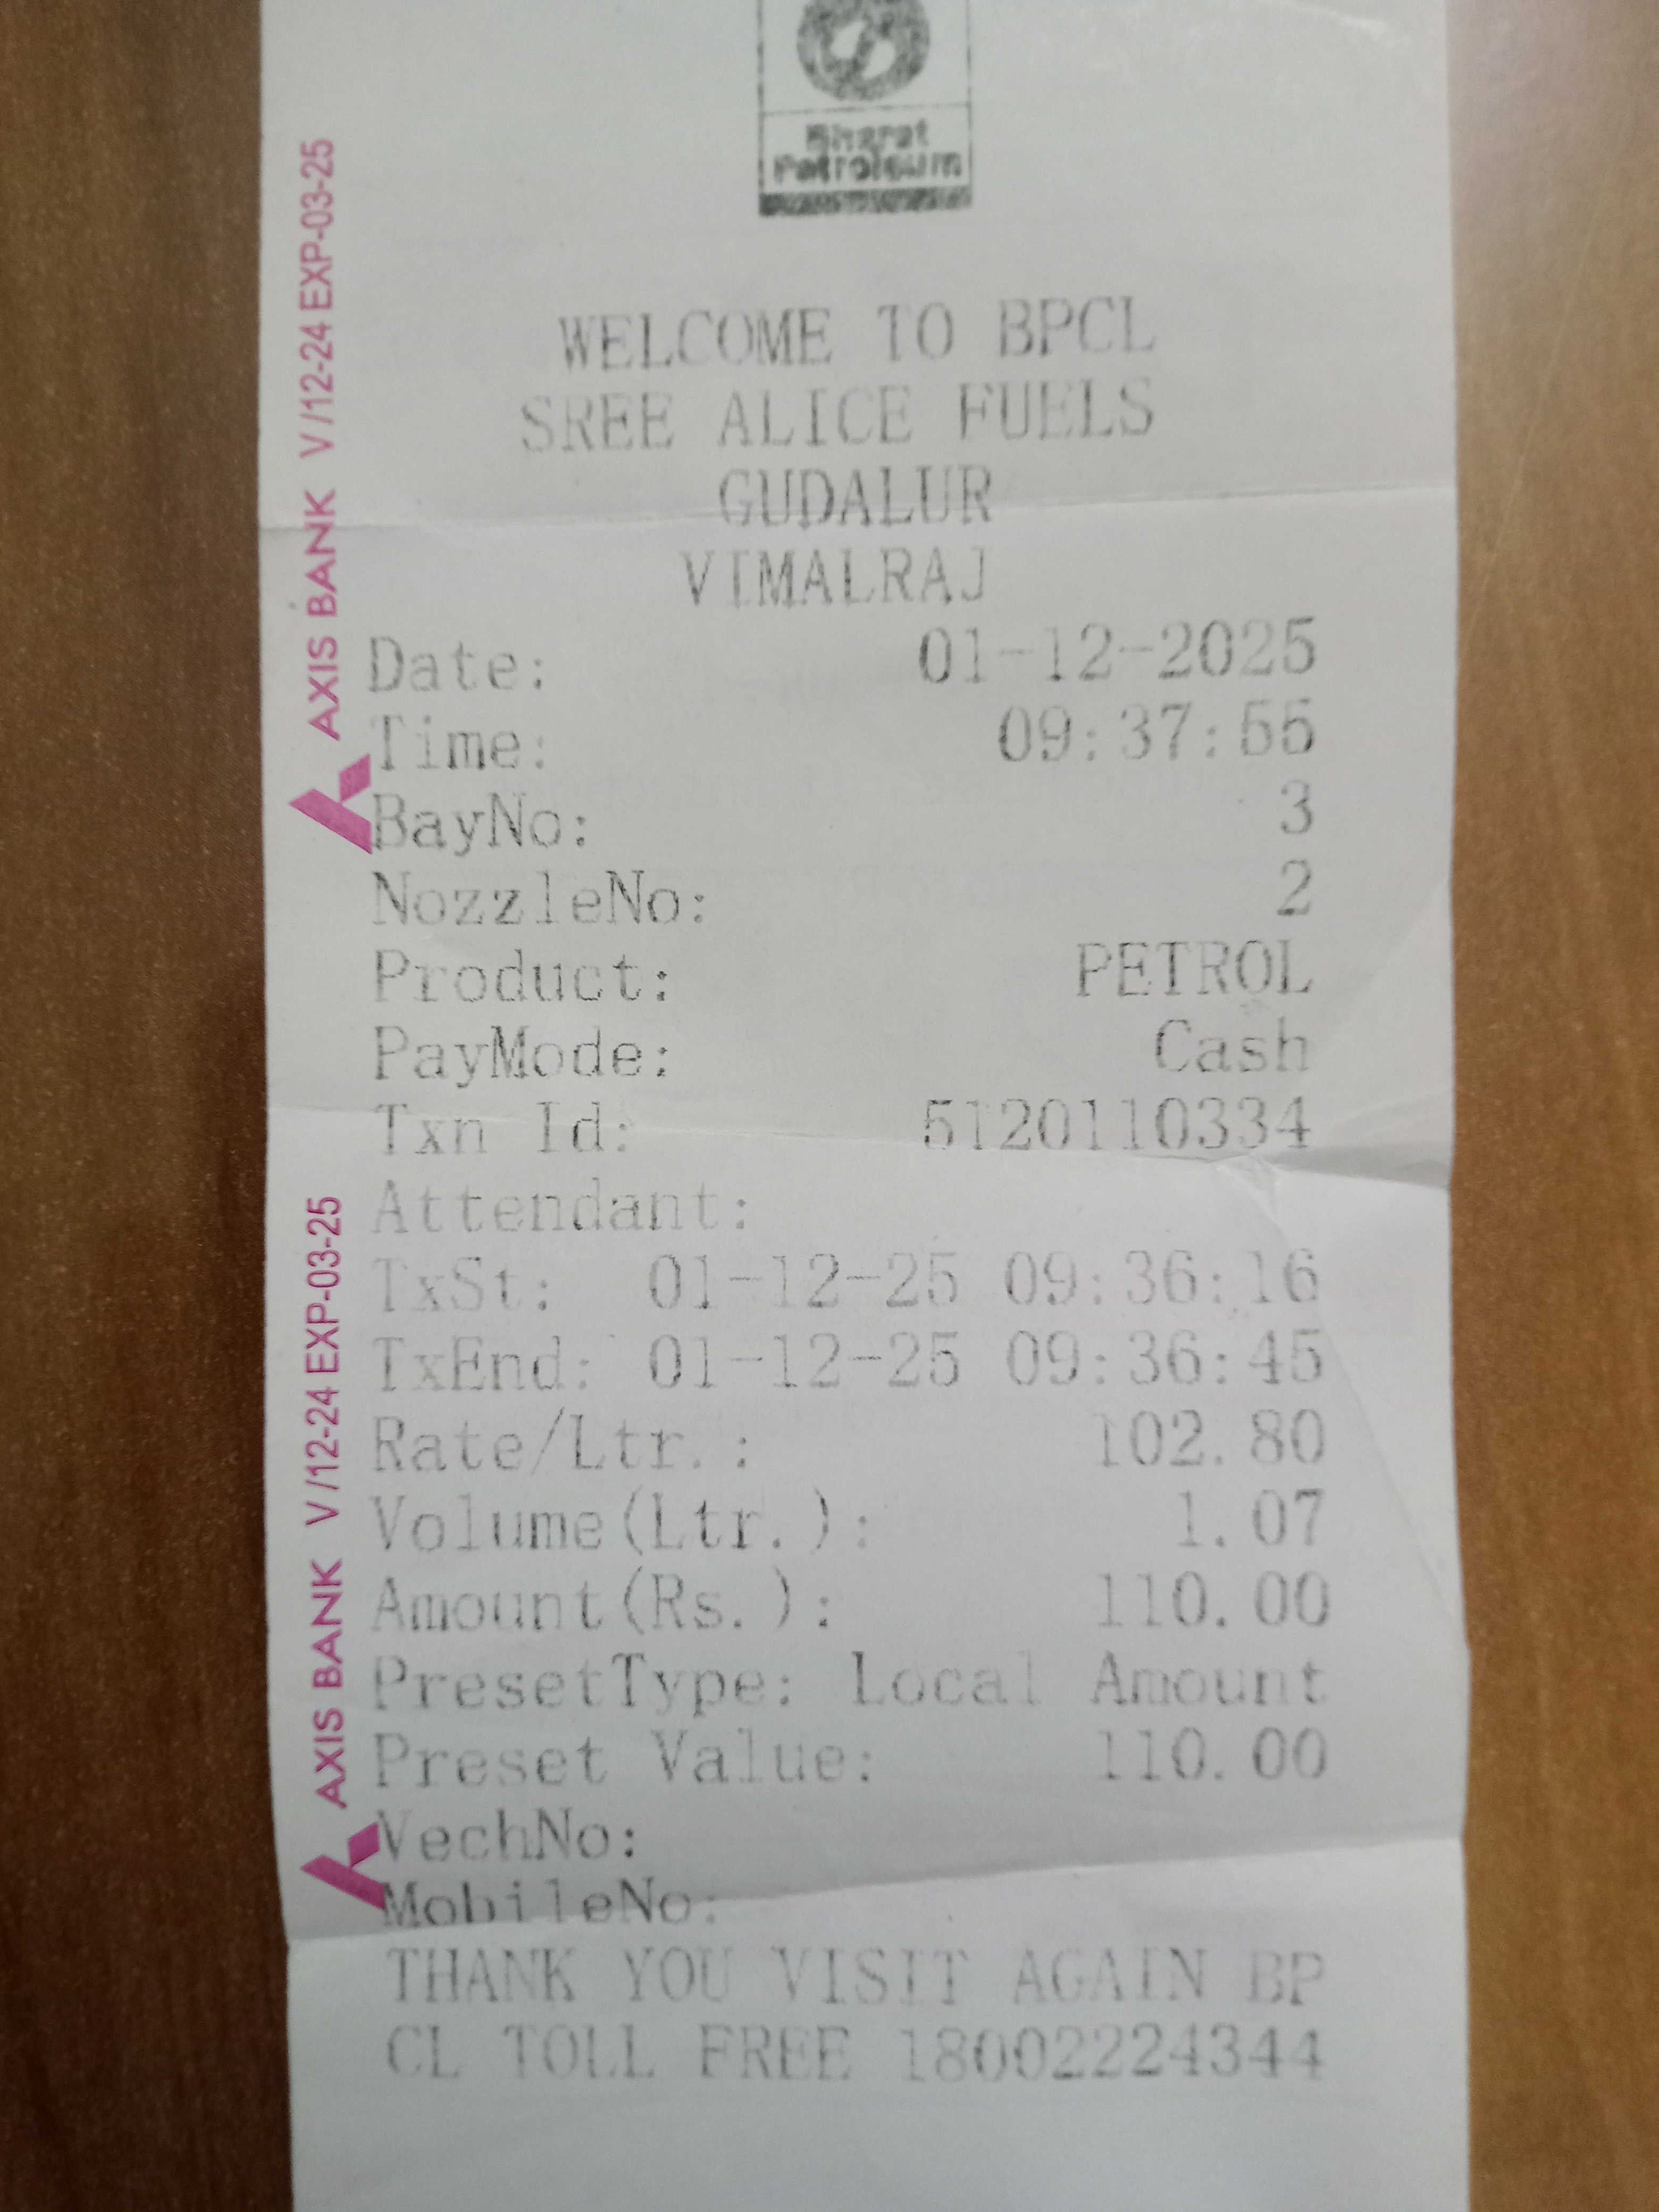 Bharat
Petroleum
WELCOME TO BPCL
SREE ALICE FUELS
GUDALUR
VIMALRAJ
Date: 01-12-2025
Time: 09:37:55
BayNo: 3
NozzleNo: 2
Product: PETROL
PayMode: Cash
Txn Id: 5120110334
Attendant:
TxSt: 01-12-25 09:36:16
TxEnd: 01-12-25 09:36:45
Rate/Ltr.: 102.80
Volume(Ltr.): 1.07
Amount(Rs.): 110.00
PresetType: Local Amount
Preset Value: 110.00
VechNo:
MobileNo:
THANK YOU VISIT AGAIN BP
CL TOLL FREE 18002224344
AXIS BANK V/12-24 EXP-03-25
AXIS BANK V/12-24 EXP-03-25